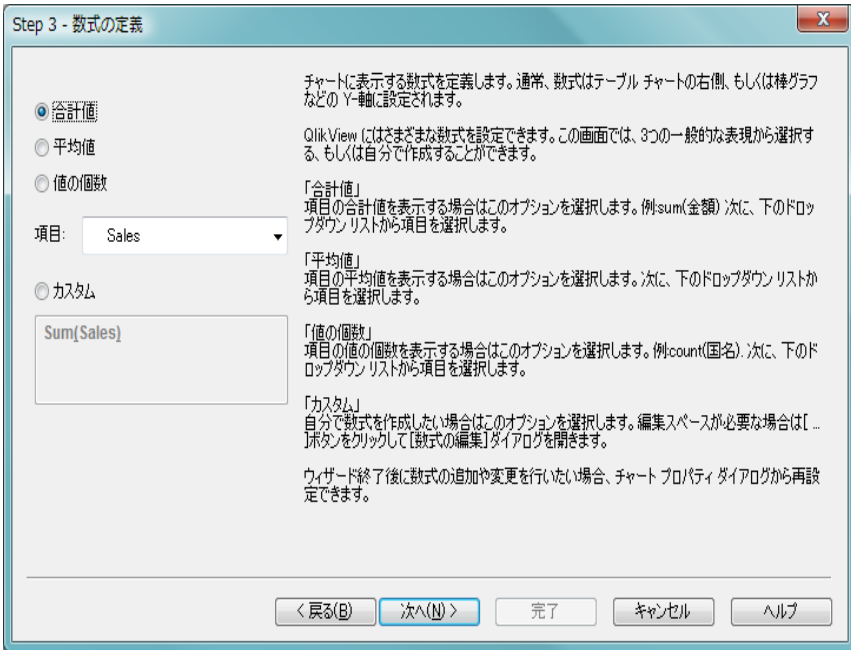 Step 3 - 数式の定義
合計値
平均値
値の個数
項目: Sales
カスタム
Sum(Sales)
チャートに表示する数式を定義します。通常、数式はテーブル チャートの右側、もしくは棒グラフ
などの Y-軸に設定されます。
QlikView にはさまざまな数式を設定できます。この画面では、3つの一般的な表現から選択す
る、もしくは自分で作成することができます。
「合計値」
項目の合計値を表示する場合はこのオプションを選択します。例:sum(金額) 次に、下のドロッ
プダウン リストから項目を選択します。
「平均値」
項目の平均値を表示する場合はこのオプションを選択します。次に、下のドロップダウン リストか
ら項目を選択します。
「値の個数」
項目の値の個数を表示する場合はこのオプションを選択します。例:count(国名). 次に、下のド
ロップダウン リストから項目を選択します。
「カスタム」
自分で数式を作成したい場合はこのオプションを選択します。編集スペースが必要な場合は[ ...
]ボタンをクリックして[数式の編集]ダイアログを開きます。
ウィザード終了後に数式の追加や変更を行いたい場合、チャート プロパティ ダイアログから再設
定できます。
< 戻る(B) 次へ(N) > 完了 キャンセル ヘルプ